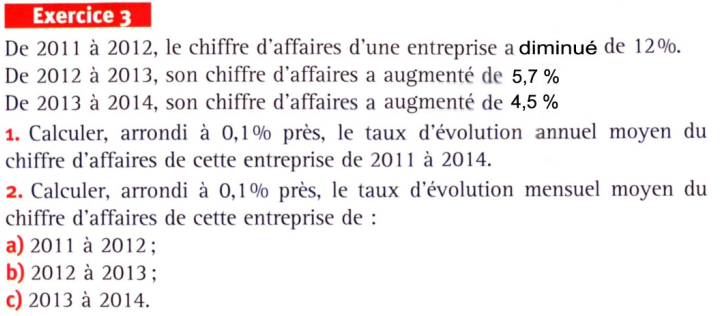 Exercice 3
De 2011 à 2012, le chiffre d'affaires d'une entreprise a diminué de 12%.
De 2012 à 2013, son chiffre d'affaires a augmenté de 5,7 %
De 2013 à 2014, son chiffre d'affaires a augmenté de 4,5 %
1. Calculer, arrondi à 0,1% près, le taux d'évolution annuel moyen du
chiffre d'affaires de cette entreprise de 2011 à 2014.
2. Calculer, arrondi à 0,1% près, le taux d'évolution mensuel moyen du
chiffre d'affaires de cette entreprise de :
a) 2011 à 2012 ;
b) 2012 à 2013 ;
c) 2013 à 2014.